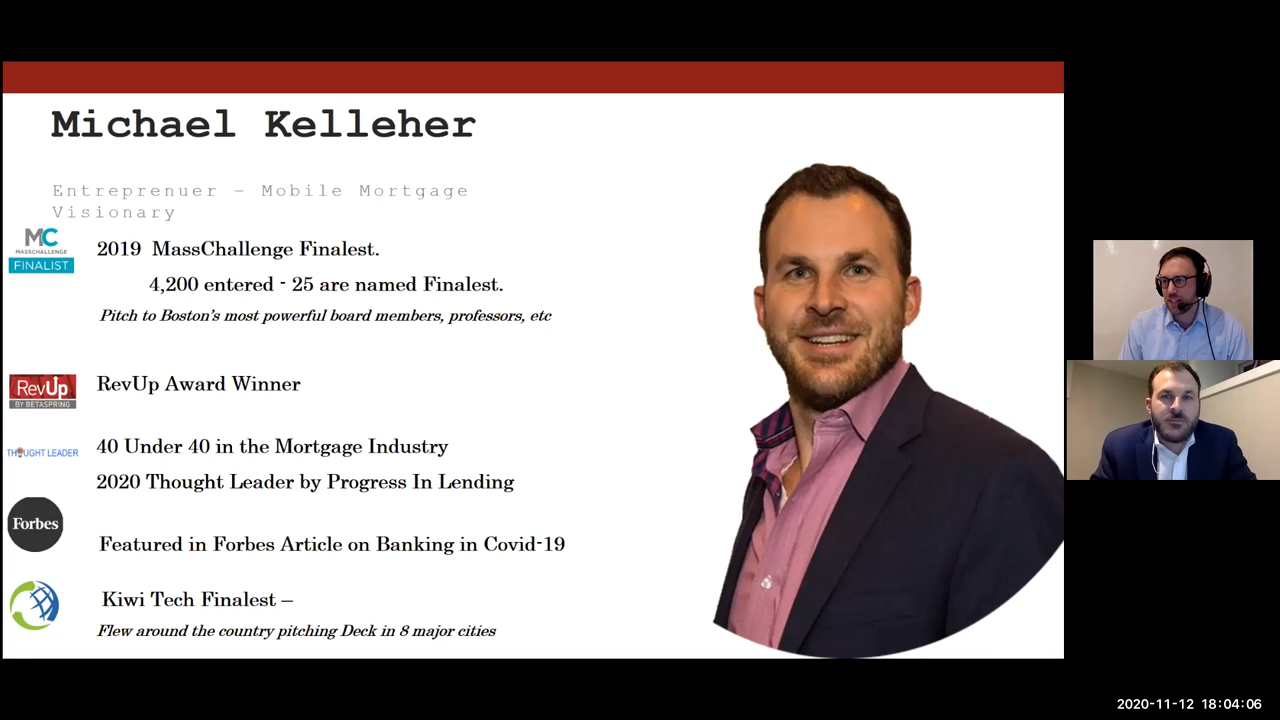 Michael Kelleher
Entreprenuer – Mobile Mortgage
Visionary
MC
MASSCHALLENGE
FINALIST
2019 MassChallenge Finalest.
4,200 entered - 25 are named Finalest.
Pitch to Boston's most powerful board members, professors, etc
RevUp
BY BETASPRING
RevUp Award Winner
THOUGHT LEADER
40 Under 40 in the Mortgage Industry
2020 Thought Leader by Progress In Lending
Forbes
Featured in Forbes Article on Banking in Covid-19
Kiwi Tech Finalest –
Flew around the country pitching Deck in 8 major cities
2020-11-12 18:04:06